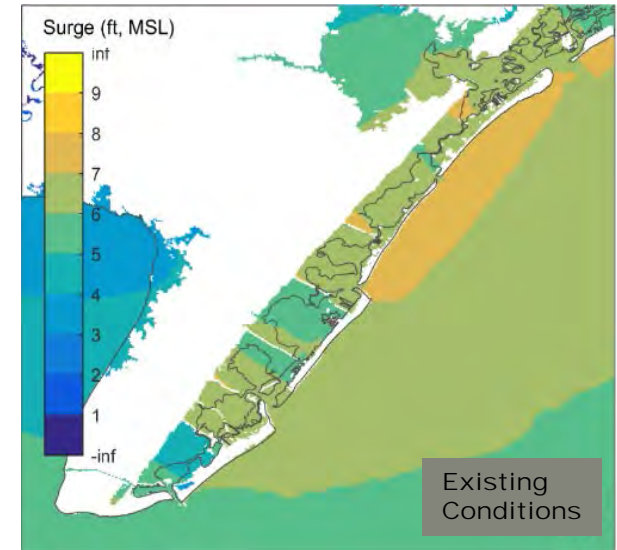 Surge (ft, MSL)
inf
9
8
7
6
5
4
3
2
1
-inf
Existing
Conditions